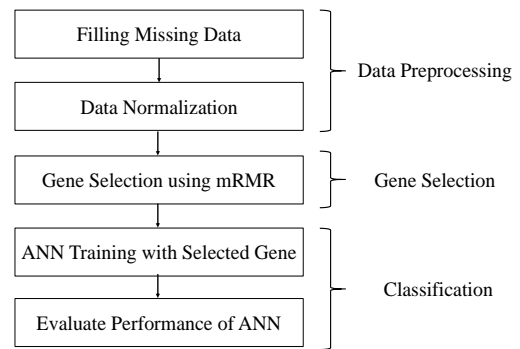 Filling Missing Data
Data Preprocessing
Data Normalization
Gene Selection using mRMR
Gene Selection
ANN Training with Selected Gene
Classification
Evaluate Performance of ANN